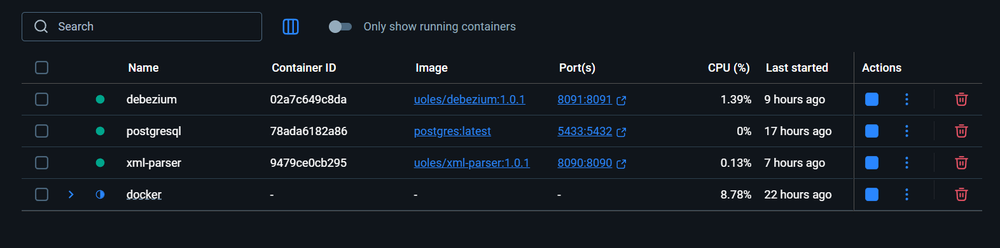 Search Only show running containers
Name Container ID Image Port(s) CPU (%) Last started Actions
debezium 02a7c649c8da uoles/debezium:1.0.1 8091:8091 1.39% 9 hours ago
postgresql 78ada6182a86 postgres:latest 5433:5432 0% 17 hours ago
xml-parser 9479ce0cb295 uoles/xml-parser:1.0.1 8090:8090 0.13% 7 hours ago
docker - - - 8.78% 22 hours ago